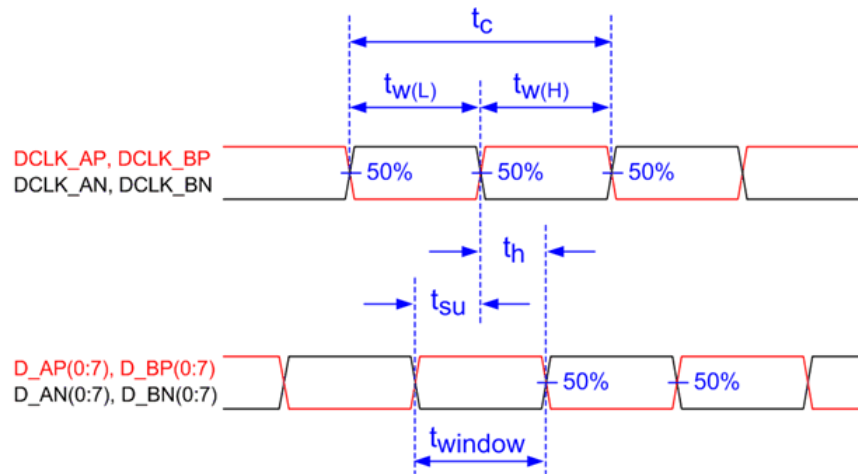 tc
tw(L) tw(H)
DCLK_AP, DCLK_BP
DCLK_AN, DCLK_BN
50% 50% 50%
th
tsu
D_AP(0:7), D_BP(0:7)
D_AN(0:7), D_BN(0:7)
50% 50%
twindow